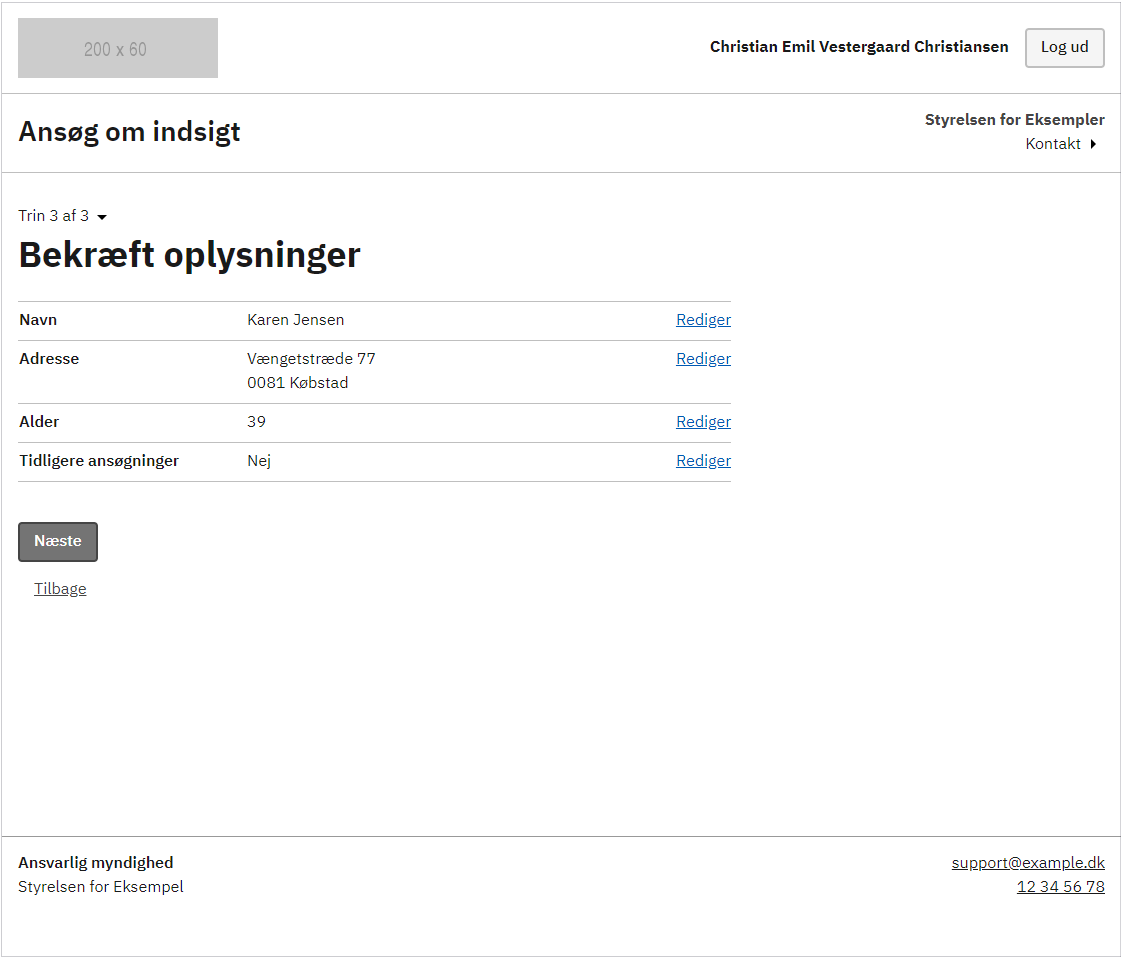 200 x 60
Christian Emil Vestergaard Christiansen
Log ud
Ansøg om indsigt
Styrelsen for Eksempler
Kontakt
Trin 3 af 3
Bekræft oplysninger
Navn Karen Jensen Rediger
Adresse Vængetstræde 77 Rediger
0081 Købstad
Alder 39 Rediger
Tidligere ansøgninger Nej Rediger
Næste
Tilbage
Ansvarlig myndighed
Styrelsen for Eksempel
support@example.dk
12 34 56 78